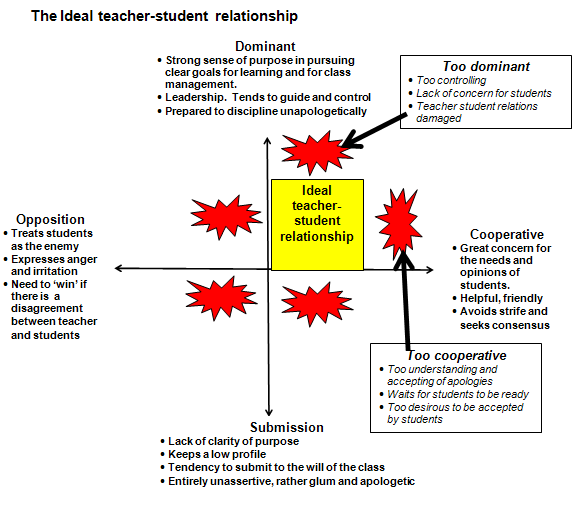 The Ideal teacher-student relationship
Dominant
• Strong sense of purpose in pursuing
clear goals for learning and for class
management.
• Leadership.  Tends to guide and control
• Prepared to discipline unapologetically
Too dominant
• Too controlling
• Lack of concern for students
• Teacher student relations
damaged
Ideal
teacher-
student
relationship
Opposition
• Treats students
as the enemy
• Expresses anger
and irritation
• Need to ‘win’ if
there is  a
disagreement
between teacher
and students
Cooperative
• Great concern for
the needs and
opinions of
students.
• Helpful, friendly
• Avoids strife and
seeks consensus
Too cooperative
• Too understanding and
accepting of apologies
• Waits for students to be ready
• Too desirous to be accepted
by students
Submission
• Lack of clarity of purpose
• Keeps a low profile
• Tendency to submit to the will of the class
• Entirely unassertive, rather glum and apologetic